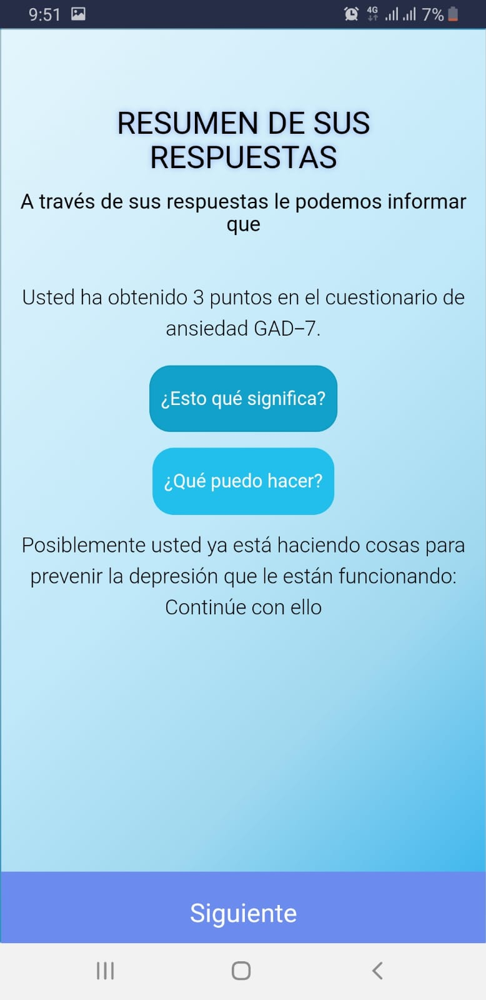 9:51 4G 7%
RESUMEN DE SUS
RESPUESTAS
A través de sus respuestas le podemos informar
que
Usted ha obtenido 3 puntos en el cuestionario de
ansiedad GAD-7.
¿Esto qué significa?
¿Qué puedo hacer?
Posiblemente usted ya está haciendo cosas para
prevenir la depresión que le están funcionando:
Continúe con ello
Siguiente